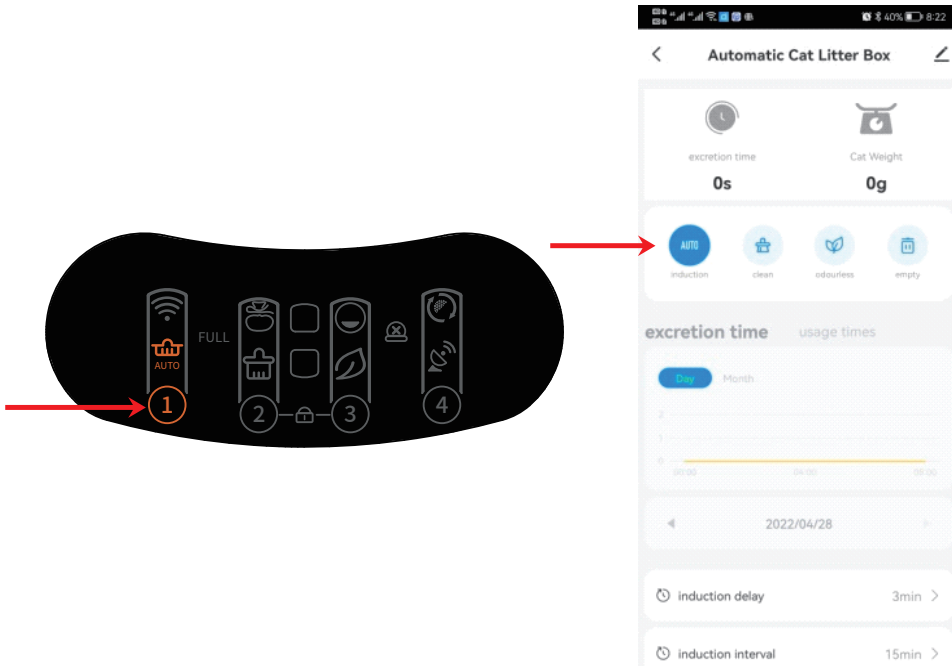 FULL
AUTO
1
2
3
4
40% 8:22
Automatic Cat Litter Box
excretion time
Cat Weight
0s
0g
AUTO
induction
clean
odourless
empty
excretion time
usage times
Day
Month
2
1
0
00:00
04:00
2022/04/28
induction delay
3min
induction interval
15min